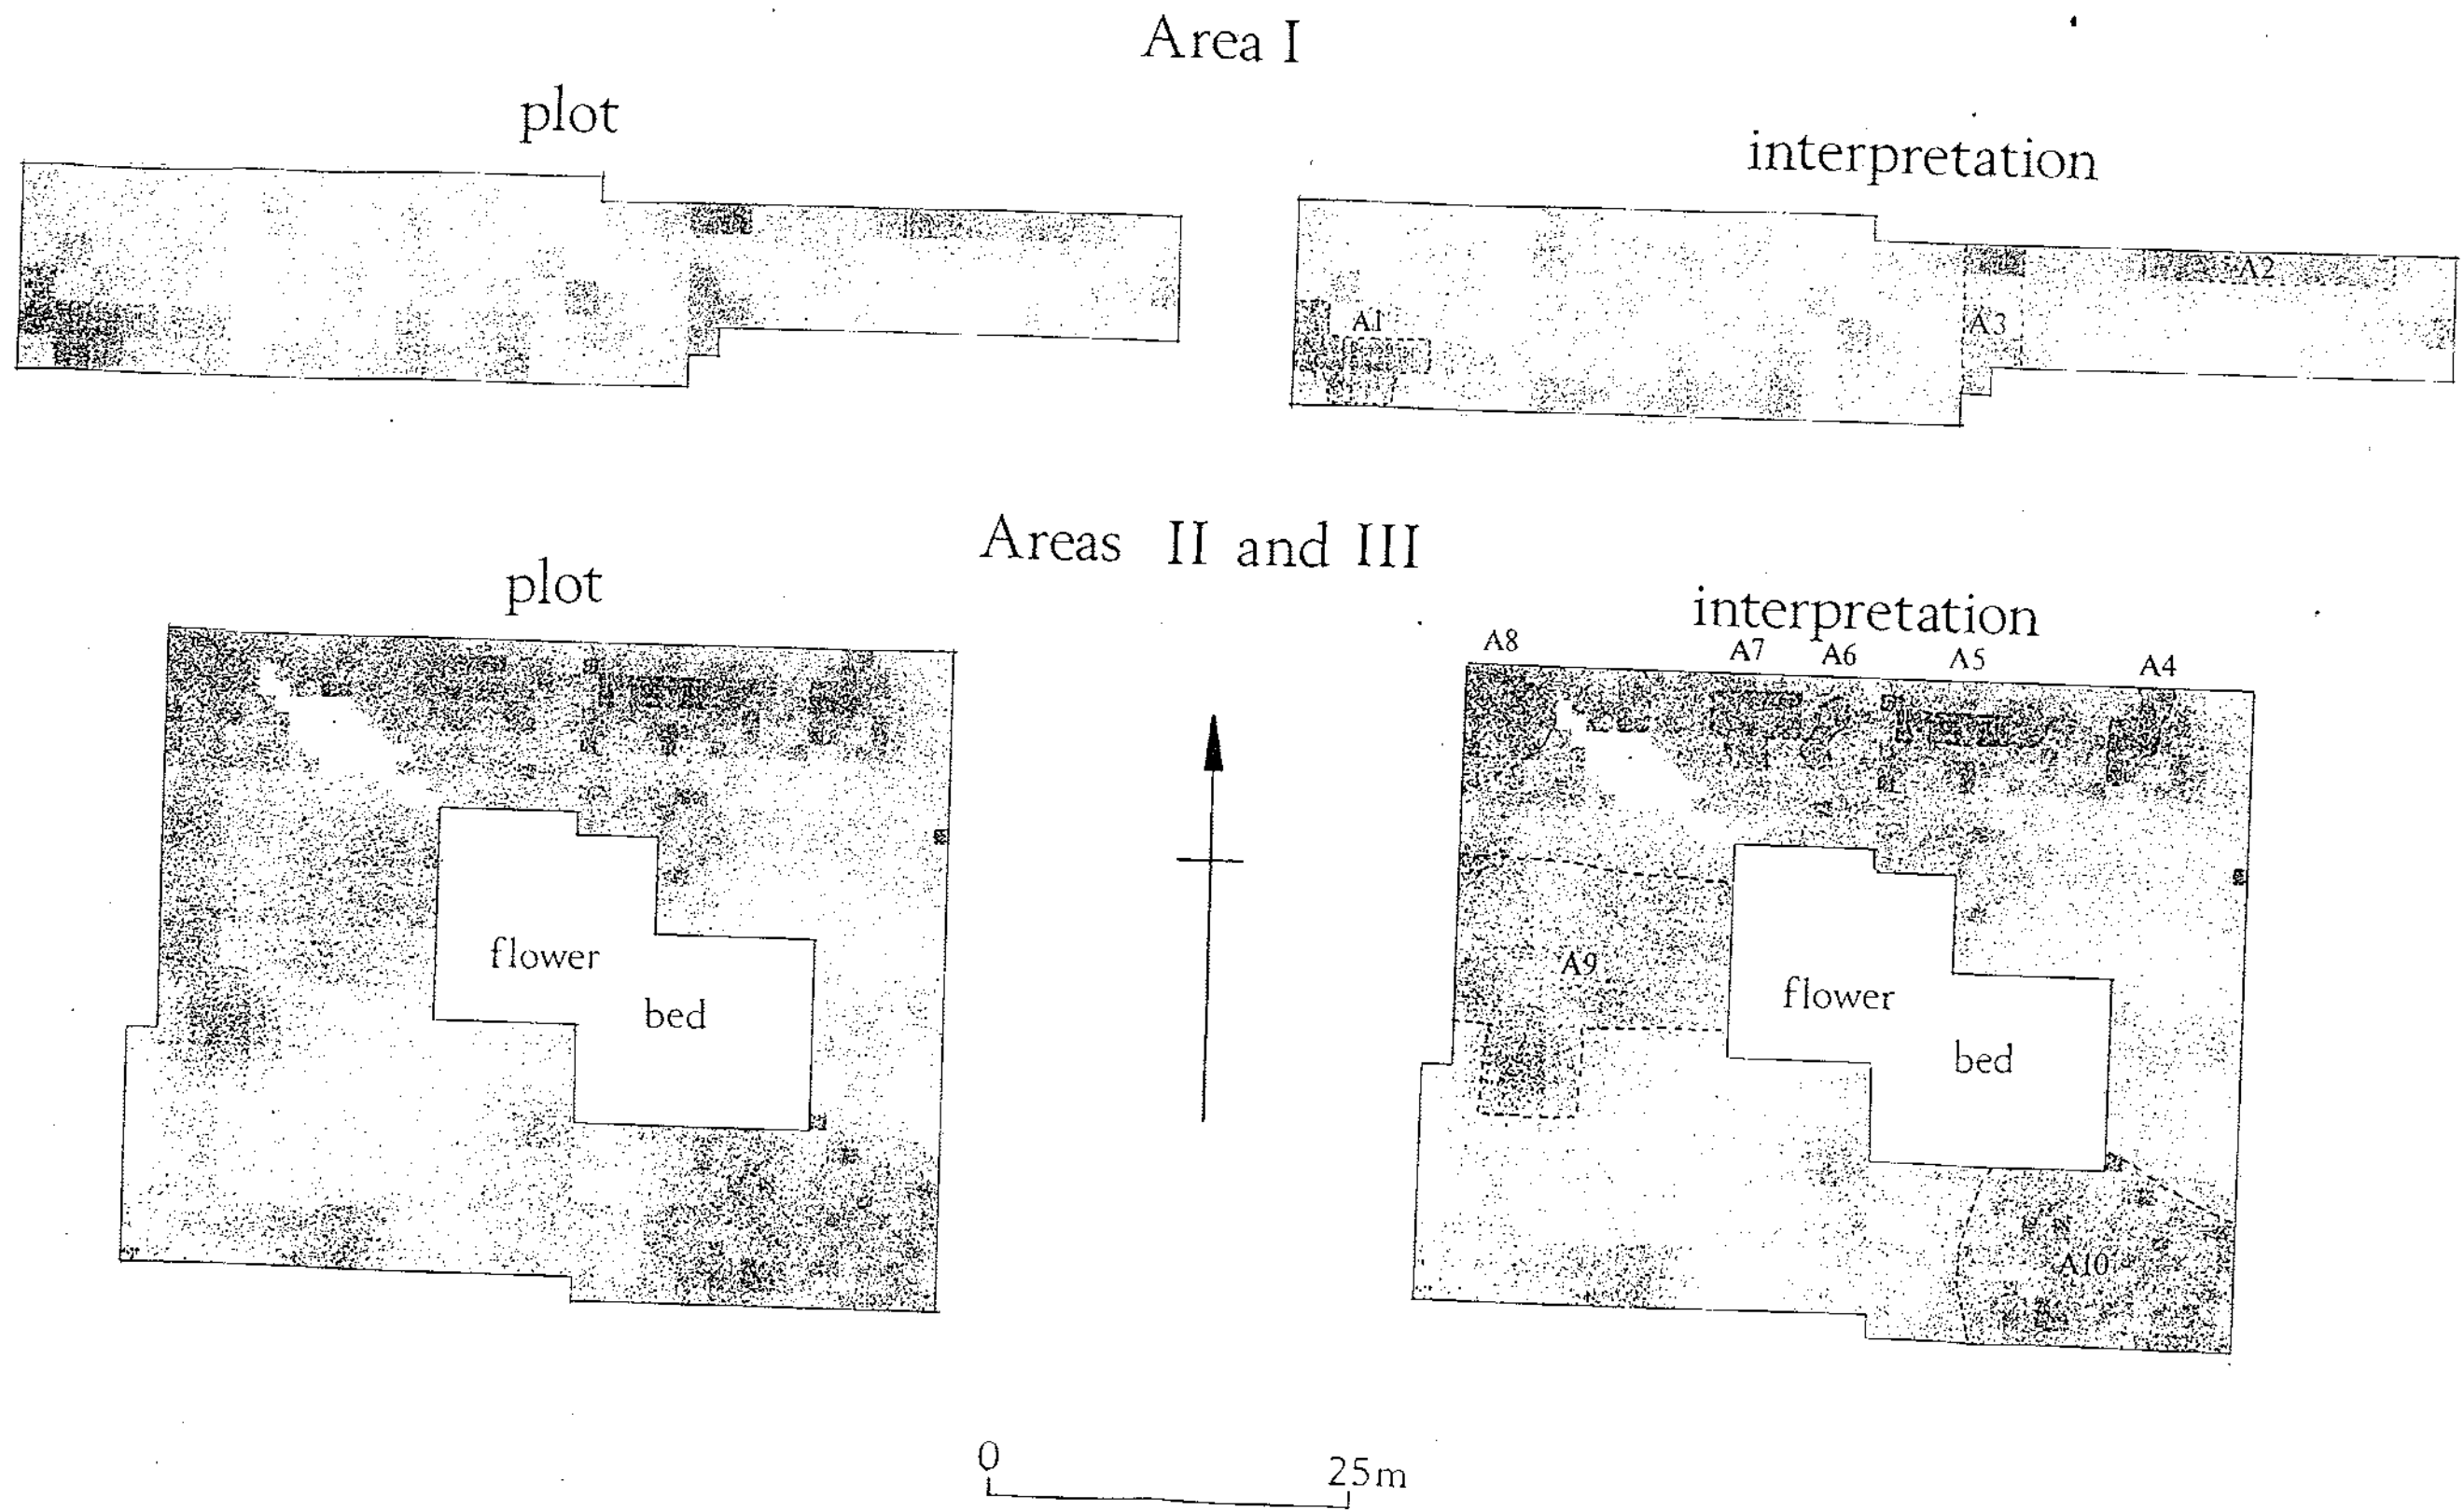 Area I
plot
interpretation
A1
A2
A3
Areas II and III
plot
interpretation
A8
A7
A6
A5
A4
flower
bed
A9
flower
bed
A10
0
25m